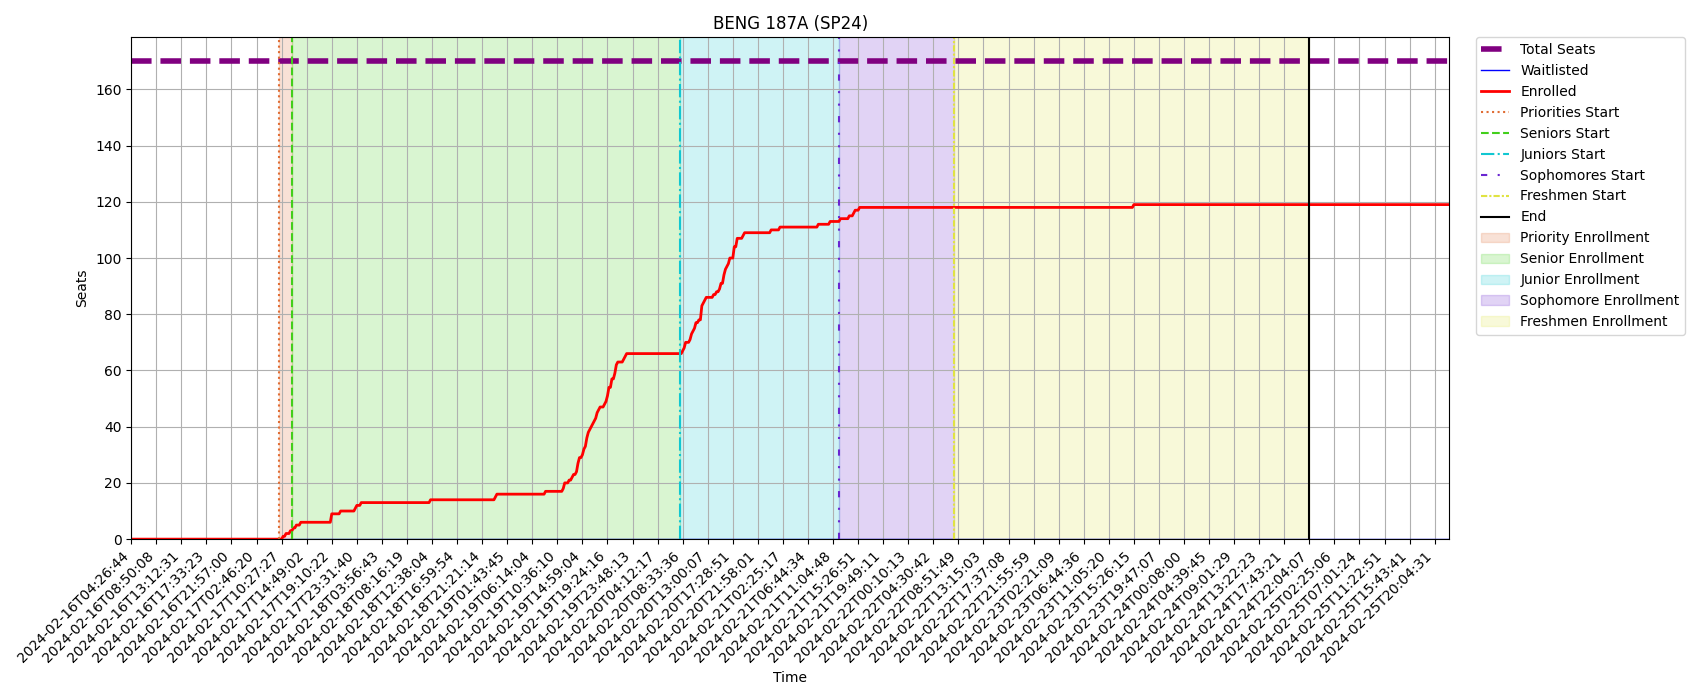 BENG 187A (SP24)
Total Seats
Waitlisted
Enrolled
Priorities Start
Seniors Start
Juniors Start
Sophomores Start
Freshmen Start
End
Priority Enrollment
Senior Enrollment
Junior Enrollment
Sophomore Enrollment
Freshmen Enrollment
Seats
160
140
120
100
80
60
40
20
0
2024-02-16T04:26:44
2024-02-16T08:50:08
2024-02-16T13:12:31
2024-02-16T17:33:23
2024-02-16T21:57:00
2024-02-17T02:46:20
2024-02-17T10:27:27
2024-02-17T14:49:02
2024-02-17T19:10:22
2024-02-17T23:31:40
2024-02-18T03:56:43
2024-02-18T08:16:19
2024-02-18T12:38:04
2024-02-18T16:59:54
2024-02-18T21:21:14
2024-02-19T01:43:45
2024-02-19T06:14:04
2024-02-19T10:36:10
2024-02-19T14:59:04
2024-02-19T19:24:16
2024-02-19T23:48:13
2024-02-20T04:12:17
2024-02-20T08:33:36
2024-02-20T13:00:07
2024-02-20T17:28:51
2024-02-20T21:58:01
2024-02-21T02:25:17
2024-02-21T06:44:34
2024-02-21T11:04:48
2024-02-21T15:26:51
2024-02-21T19:49:11
2024-02-22T00:10:13
2024-02-22T04:30:42
2024-02-22T08:51:49
2024-02-22T13:15:03
2024-02-22T17:37:08
2024-02-22T21:55:59
2024-02-23T02:21:09
2024-02-23T06:44:36
2024-02-23T11:05:20
2024-02-23T15:26:15
2024-02-23T19:47:07
2024-02-24T00:08:00
2024-02-24T04:39:45
2024-02-24T09:01:29
2024-02-24T13:22:23
2024-02-24T17:43:21
2024-02-24T22:04:07
2024-02-25T02:25:06
2024-02-25T07:01:24
2024-02-25T11:22:51
2024-02-25T15:43:41
2024-02-25T20:04:31
Time